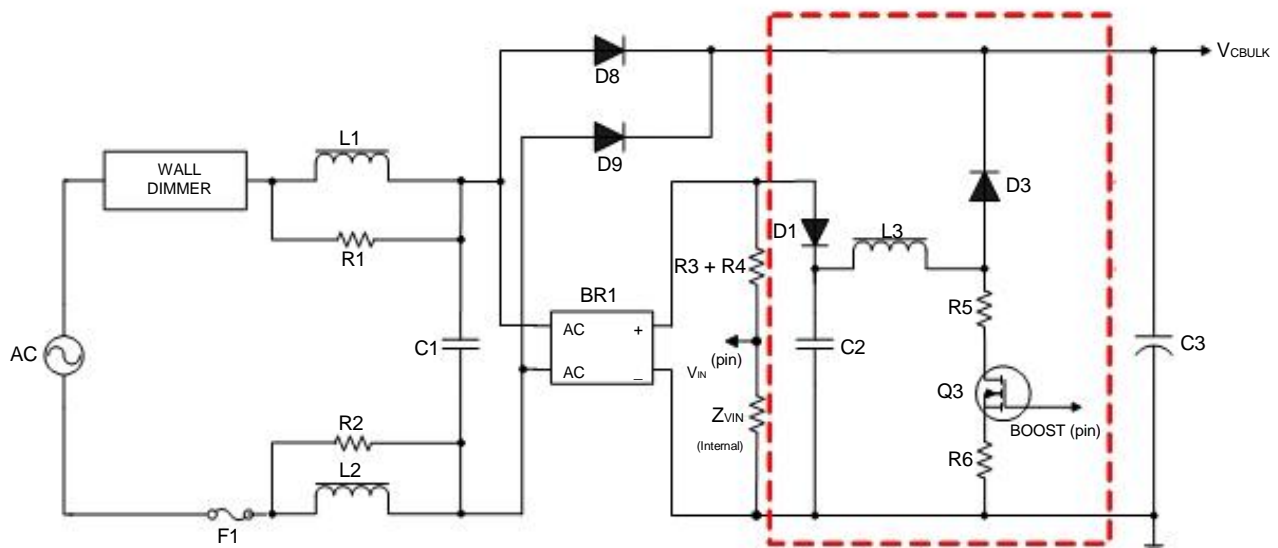 VCBULK
D8
L1
D9
WALL
DIMMER
D3
D1
L3
R1
R3 + R4
BR1
R5
AC
+
AC
C1
VIN (pin)
C2
C3
AC
–
Q3
ZVIN
(Internal)
BOOST (pin)
R2
R6
L2
F1